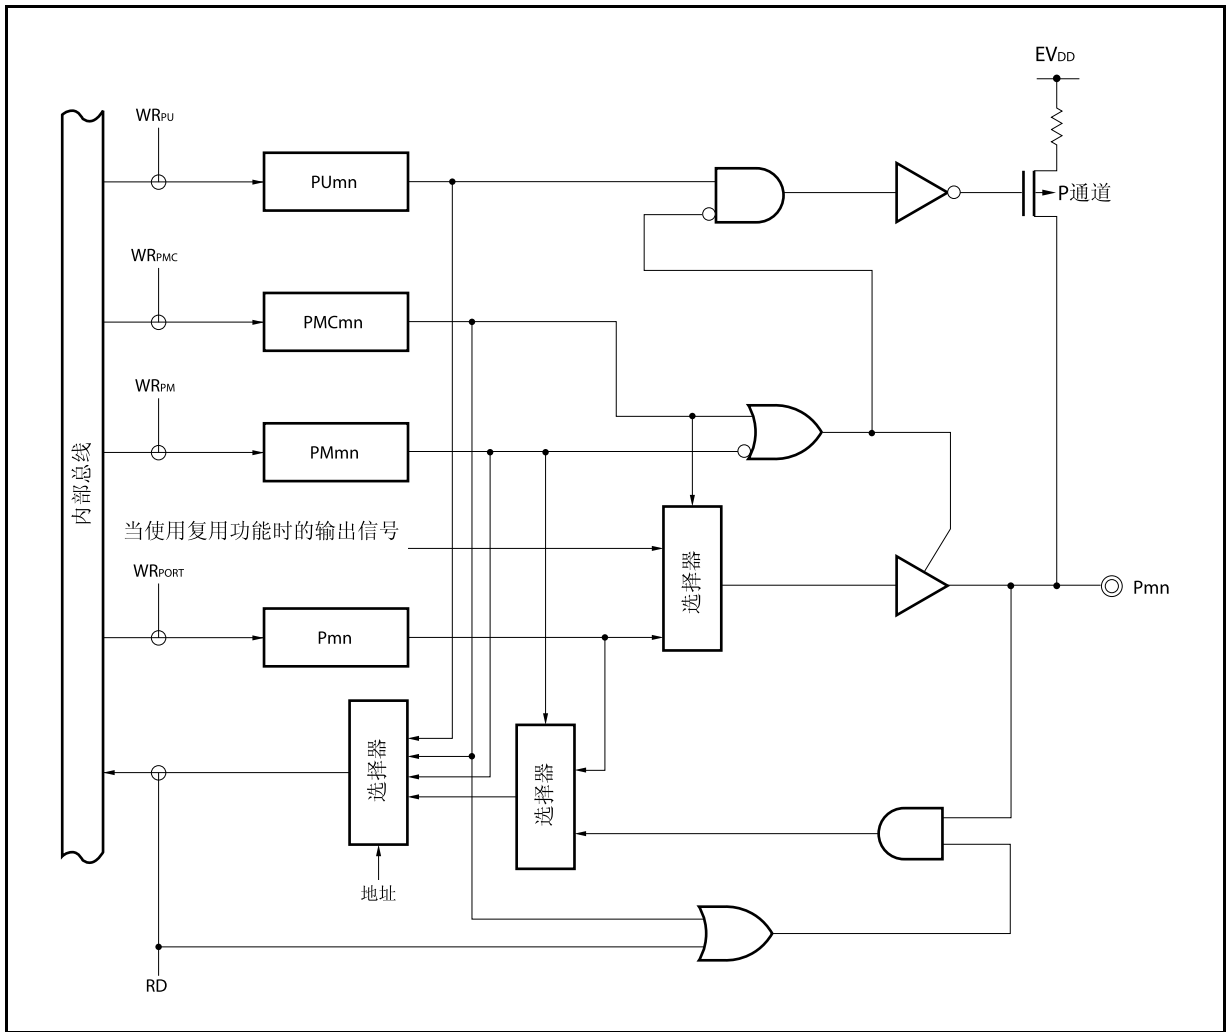 EVDD
WRPU
PUmn
P通道
WRPMC
PMCmn
WRPM
PMmn
内部总线
当使用复用功能时的输出信号
WRPORT
选择器
Pmn
Pmn
选择器
选择器
地址
RD